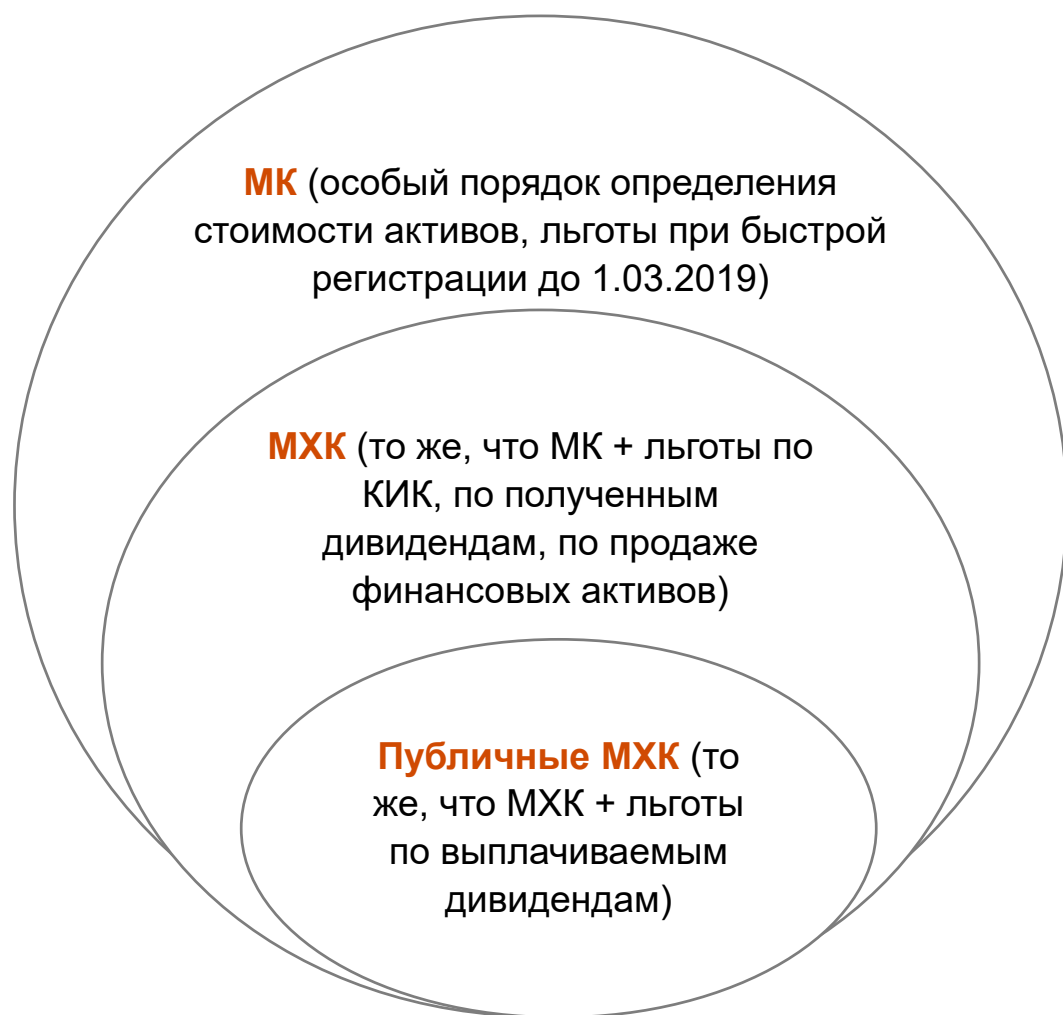 МК (особый порядок определения
стоимости активов, льготы при быстрой
регистрации до 1.03.2019)
МХК (то же, что МК + льготы по
КИК, по полученным
дивидендам, по продаже
финансовых активов)
Публичные МХК (то
же, что МХК + льготы
по выплачиваемым
дивидендам)